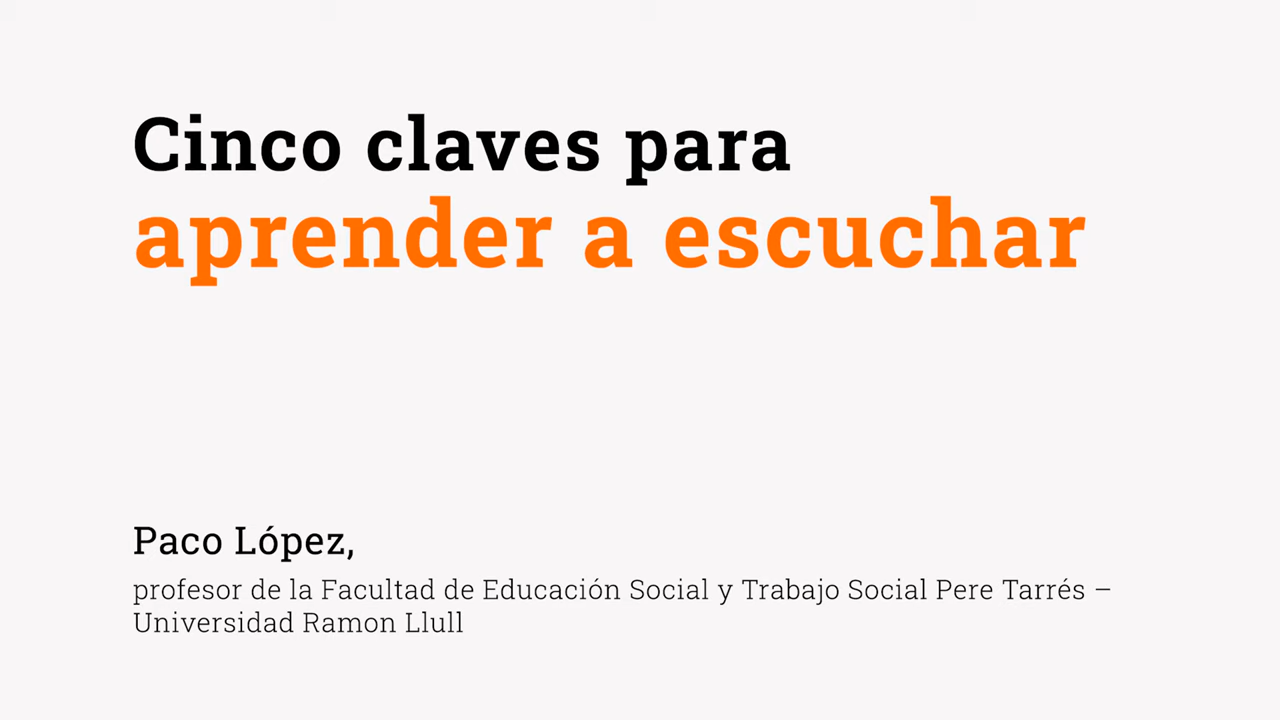 Cinco claves para
aprender a escuchar
Paco López,
profesor de la Facultad de Educación Social y Trabajo Social Pere Tarrés –
Universidad Ramon Llull